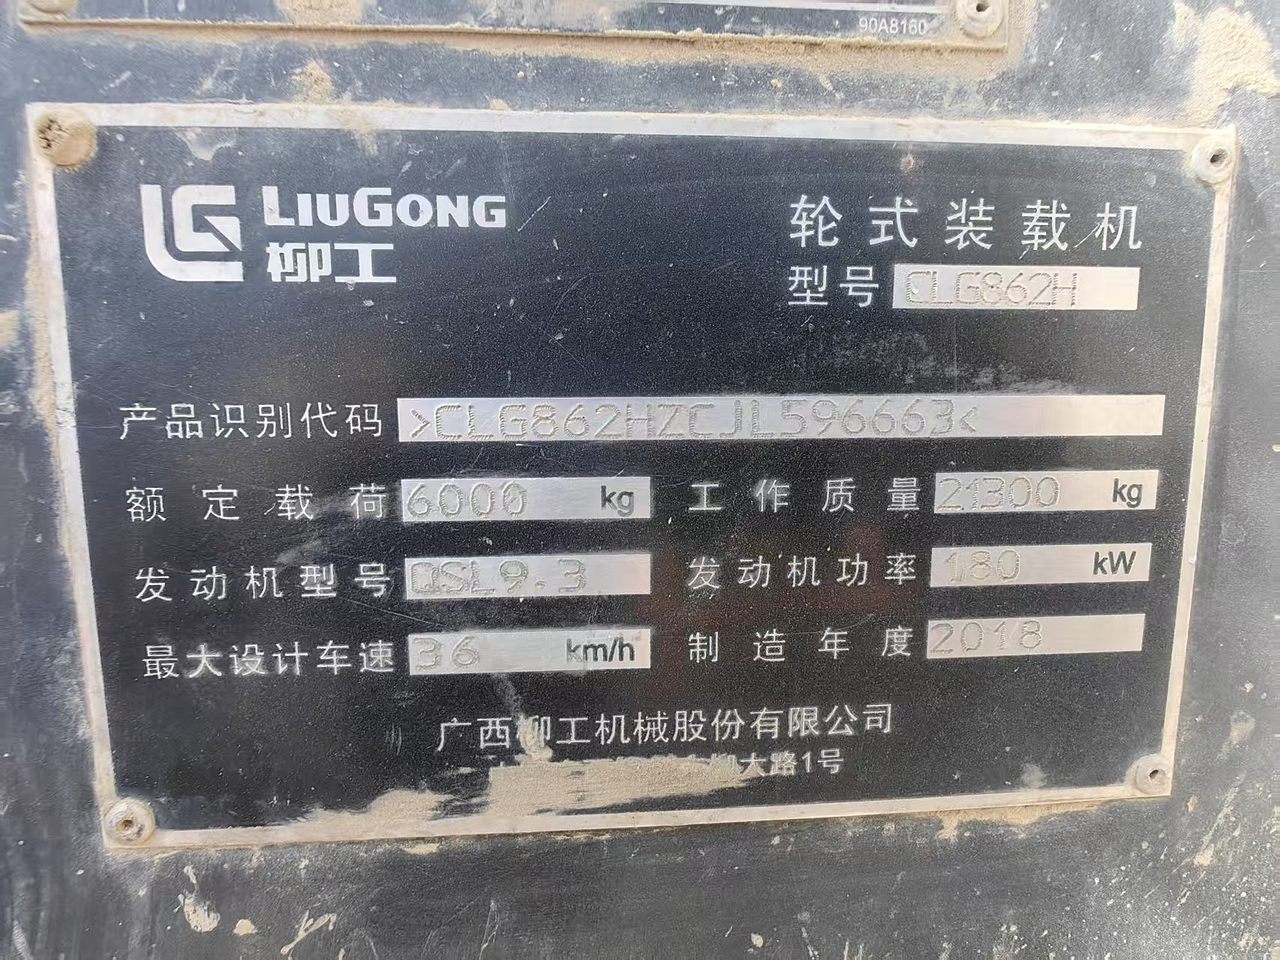 90A8160
LG LIUGONG
柳工
轮式装载机
型号 CLG862H
产品识别代码 >CLG862HZCJL596663<
额定载荷 6000 kg 工作质量 21300 kg
发动机型号 QSL9.3 发动机功率 180 kW
最大设计车速 36 km/h 制造年度 2018
广西柳工机械股份有限公司
大路1号